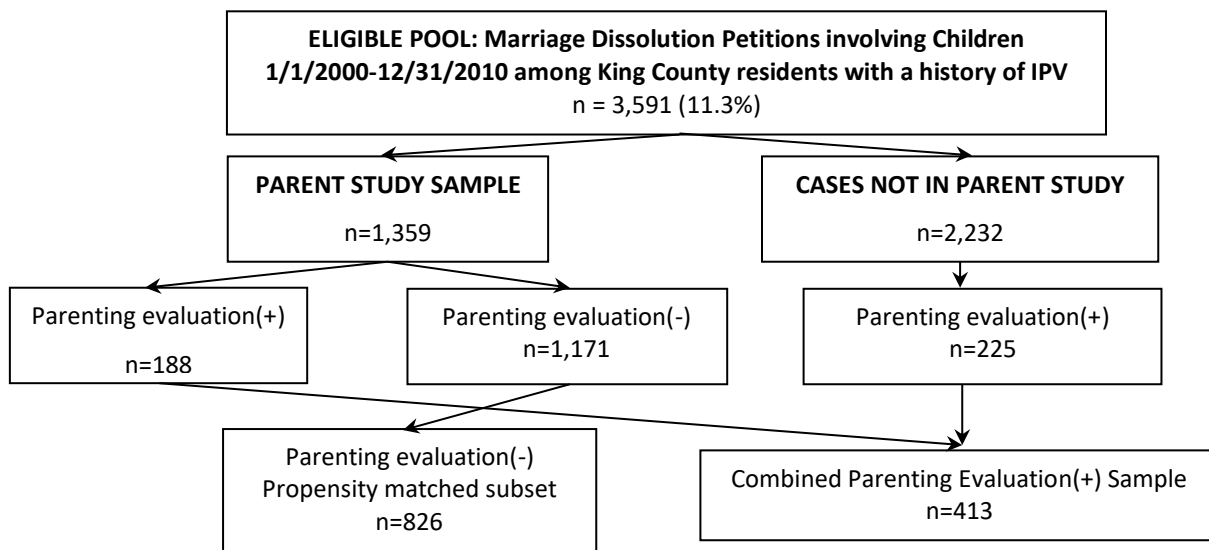 ELIGIBLE POOL: Marriage Dissolution Petitions involving Children
1/1/2000-12/31/2010 among King County residents with a history of IPV
n = 3,591 (11.3%)
PARENT STUDY SAMPLE
n=1,359
CASES NOT IN PARENT STUDY
n=2,232
Parenting evaluation(+)
n=188
Parenting evaluation(-)
n=1,171
Parenting evaluation(+)
n=225
Parenting evaluation(-)
Propensity matched subset
n=826
Combined Parenting Evaluation(+) Sample
n=413